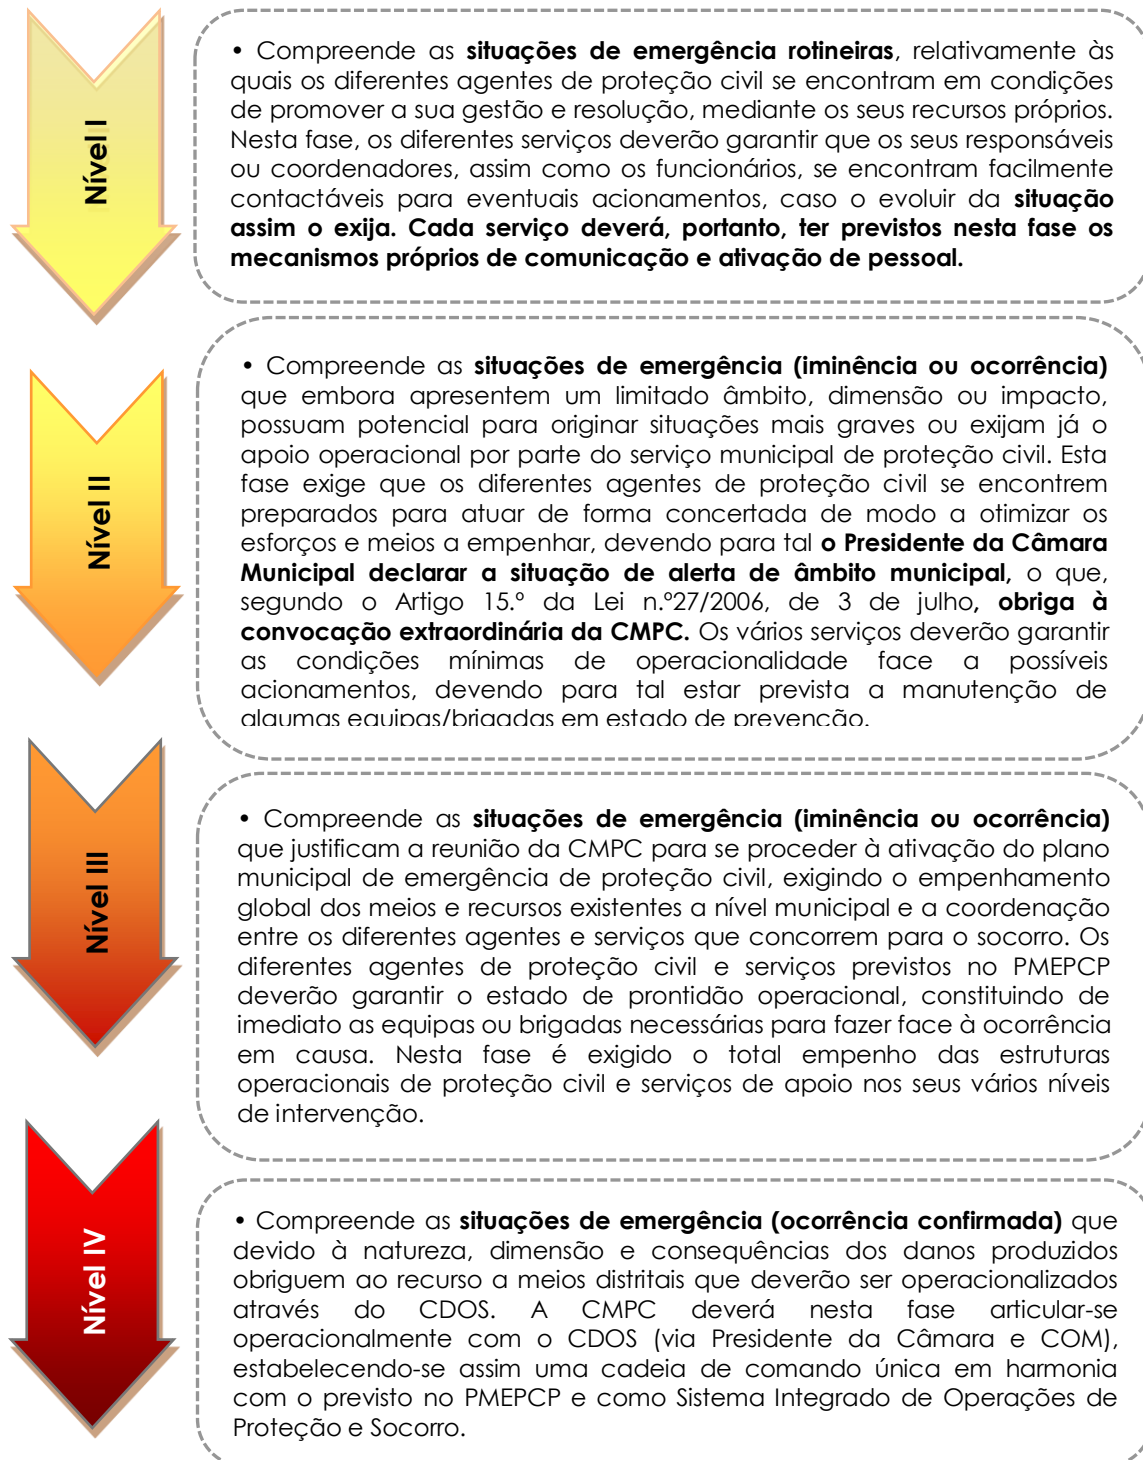 Nível I
• Compreende as situações de emergência rotineiras, relativamente às
quais os diferentes agentes de proteção civil se encontram em condições
de promover a sua gestão e resolução, mediante os seus recursos próprios.
Nesta fase, os diferentes serviços deverão garantir que os seus responsáveis
ou coordenadores, assim como os funcionários, se encontram facilmente
contactáveis para eventuais acionamentos, caso o evoluir da situação
assim o exija. Cada serviço deverá, portanto, ter previstos nesta fase os
mecanismos próprios de comunicação e ativação de pessoal.
Nível II
• Compreende as situações de emergência (iminência ou ocorrência)
que embora apresentem um limitado âmbito, dimensão ou impacto,
possuam potencial para originar situações mais graves ou exijam já o
apoio operacional por parte do serviço municipal de proteção civil. Esta
fase exige que os diferentes agentes de proteção civil se encontrem
preparados para atuar de forma concertada de modo a otimizar os
esforços e meios a empenhar, devendo para tal o Presidente da Câmara
Municipal declarar a situação de alerta de âmbito municipal, o que,
segundo o Artigo 15.º da Lei n.º27/2006, de 3 de julho, obriga à
convocação extraordinária da CMPC. Os vários serviços deverão garantir
as condições mínimas de operacionalidade face a possíveis
acionamentos, devendo para tal estar prevista a manutenção de
algumas equipas/brigadas em estado de prevenção.
Nível III
• Compreende as situações de emergência (iminência ou ocorrência)
que justificam a reunião da CMPC para se proceder à ativação do plano
municipal de emergência de proteção civil, exigindo o empenhamento
global dos meios e recursos existentes a nível municipal e a coordenação
entre os diferentes agentes e serviços que concorrem para o socorro. Os
diferentes agentes de proteção civil e serviços previstos no PMEPCP
deverão garantir o estado de prontidão operacional, constituindo de
imediato as equipas ou brigadas necessárias para fazer face à ocorrência
em causa. Nesta fase é exigido o total empenho das estruturas
operacionais de proteção civil e serviços de apoio nos seus vários níveis
de intervenção.
Nível IV
• Compreende as situações de emergência (ocorrência confirmada) que
devido à natureza, dimensão e consequências dos danos produzidos
obriguem ao recurso a meios distritais que deverão ser operacionalizados
através do CDOS. A CMPC deverá nesta fase articular-se
operacionalmente com o CDOS (via Presidente da Câmara e COM),
estabelecendo-se assim uma cadeia de comando única em harmonia
com o previsto no PMEPCP e como Sistema Integrado de Operações de
Proteção e Socorro.